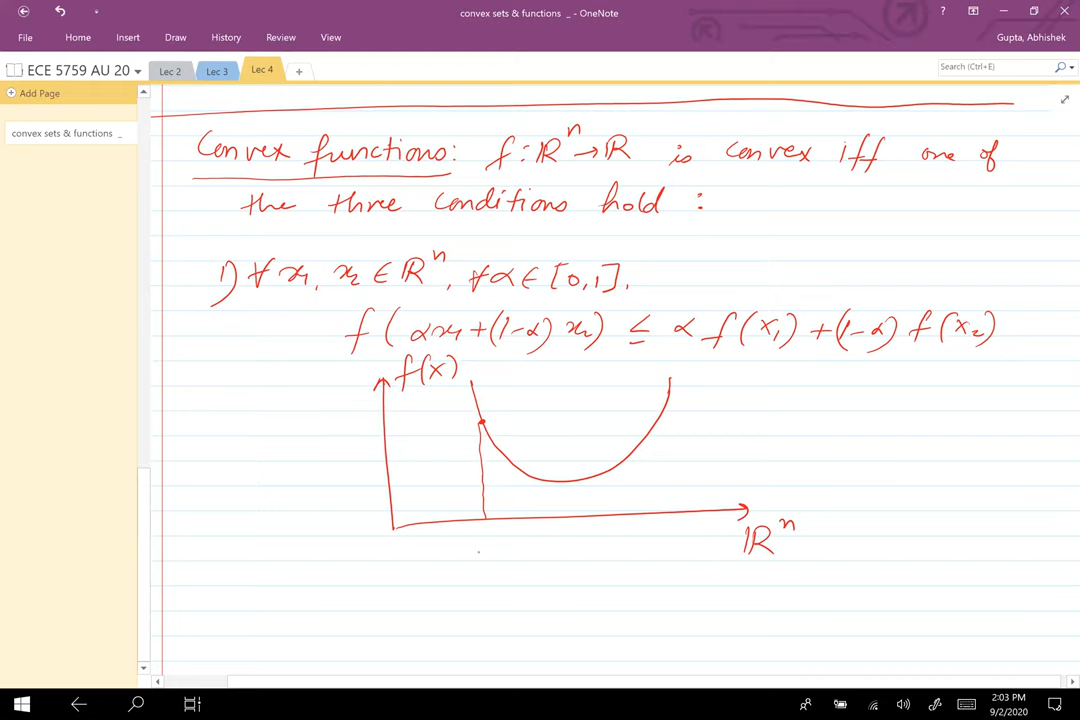 convex sets & functions _ - OneNote
File Home Insert Draw History Review View
Gupta, Abhishek
ECE 5759 AU 20
Lec 2 Lec 3 Lec 4
Search (Ctrl+E)
Add Page
convex sets & functions _
Convex functions: f: ℝⁿ → ℝ is convex iff one of
the three conditions hold :
1) ∀ x₁, x₂ ∈ ℝⁿ, ∀ α ∈ [0,1],
f(αx₁+(1-α)x₂) ≤ αf(x₁)+(1-α)f(x₂)
f(x)
ℝⁿ
2:03 PM
9/2/2020